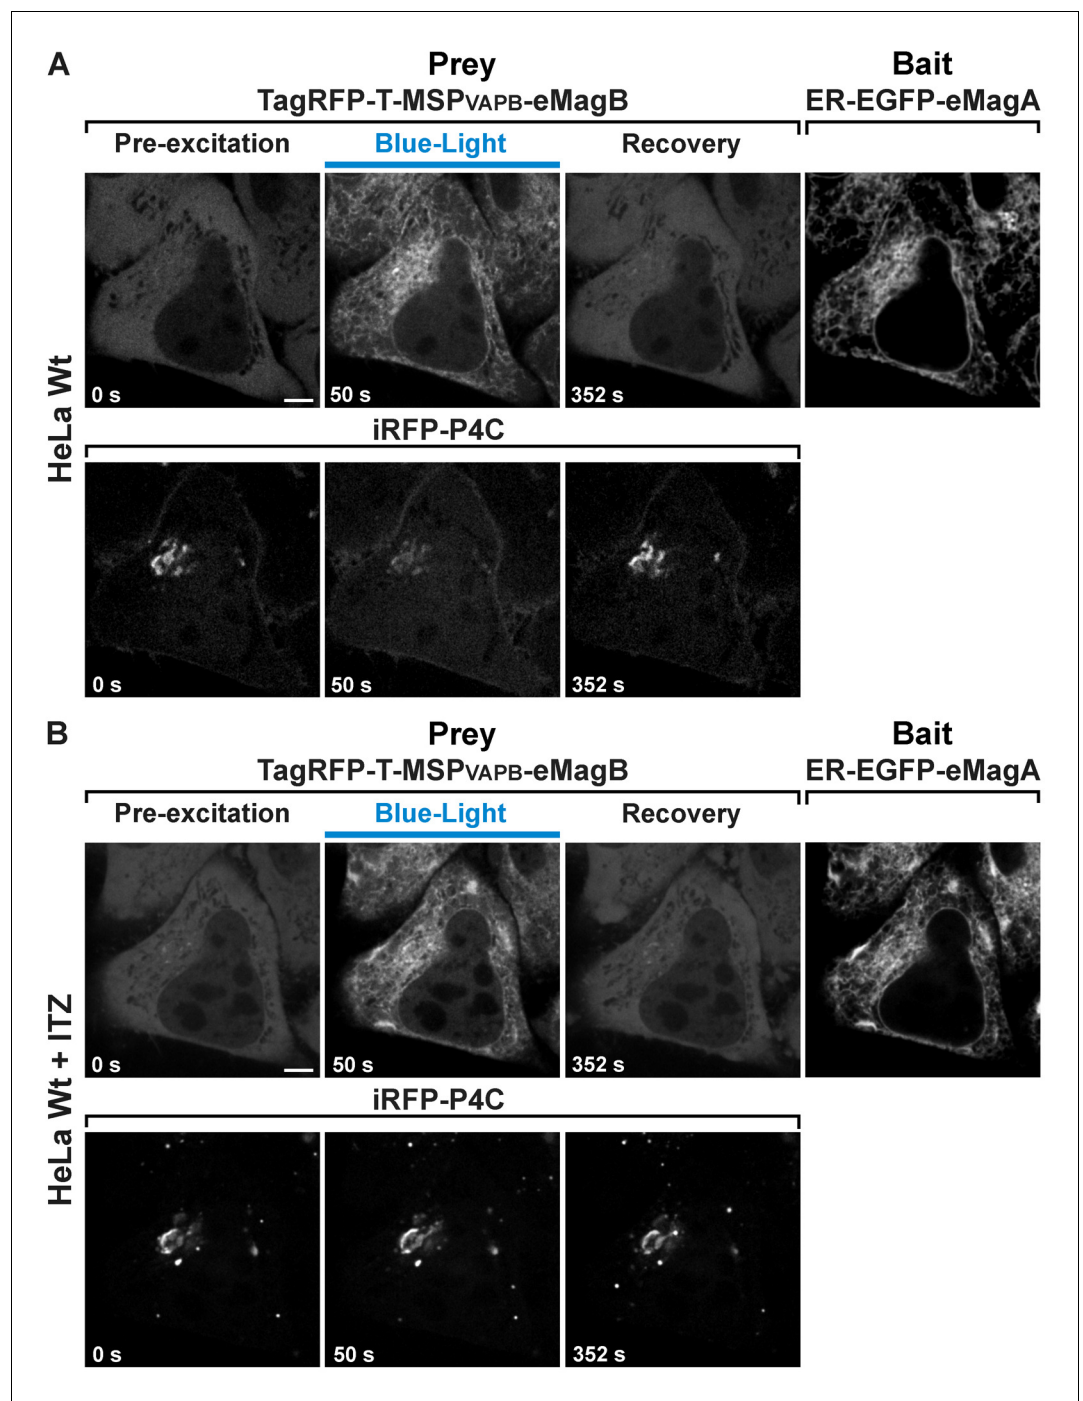 A
Prey
Bait
TagRFP-T-MSPVAPB-eMagB
ER-EGFP-eMagA
Pre-excitation
Blue-Light
Recovery
HeLa Wt
0 s
50 s
352 s
iRFP-P4C
0 s
50 s
352 s
B
Prey
Bait
TagRFP-T-MSPVAPB-eMagB
ER-EGFP-eMagA
Pre-excitation
Blue-Light
Recovery
HeLa Wt + ITZ
0 s
50 s
352 s
iRFP-P4C
0 s
50 s
352 s